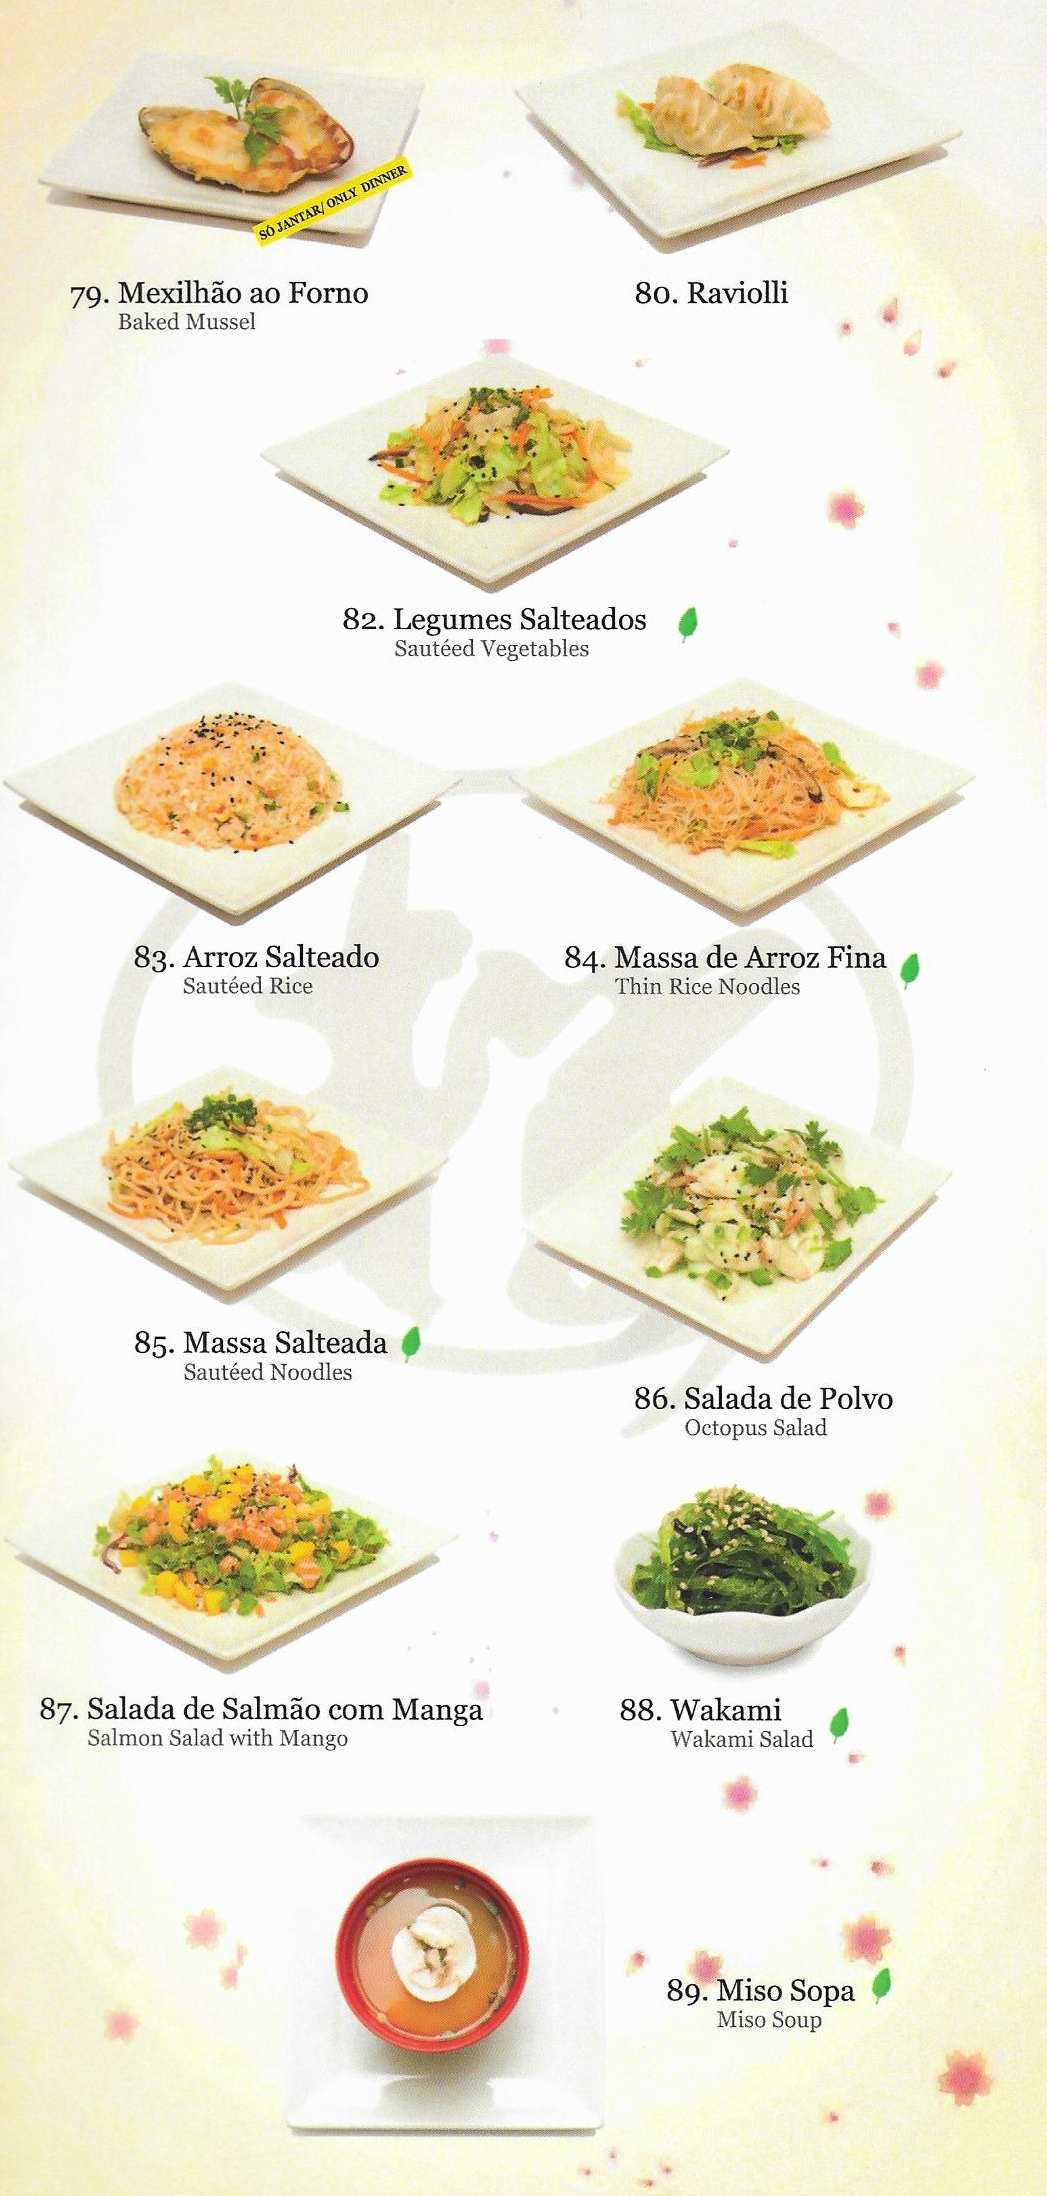 SÓ JANTAR/ ONLY DINNER
79. Mexilhão ao Forno
Baked Mussel
80. Raviolli
82. Legumes Salteados
Sautéed Vegetables
83. Arroz Salteado
Sautéed Rice
84. Massa de Arroz Fina
Thin Rice Noodles
85. Massa Salteada
Sautéed Noodles
86. Salada de Polvo
Octopus Salad
87. Salada de Salmão com Manga
Salmon Salad with Mango
88. Wakami
Wakami Salad
89. Miso Sopa
Miso Soup